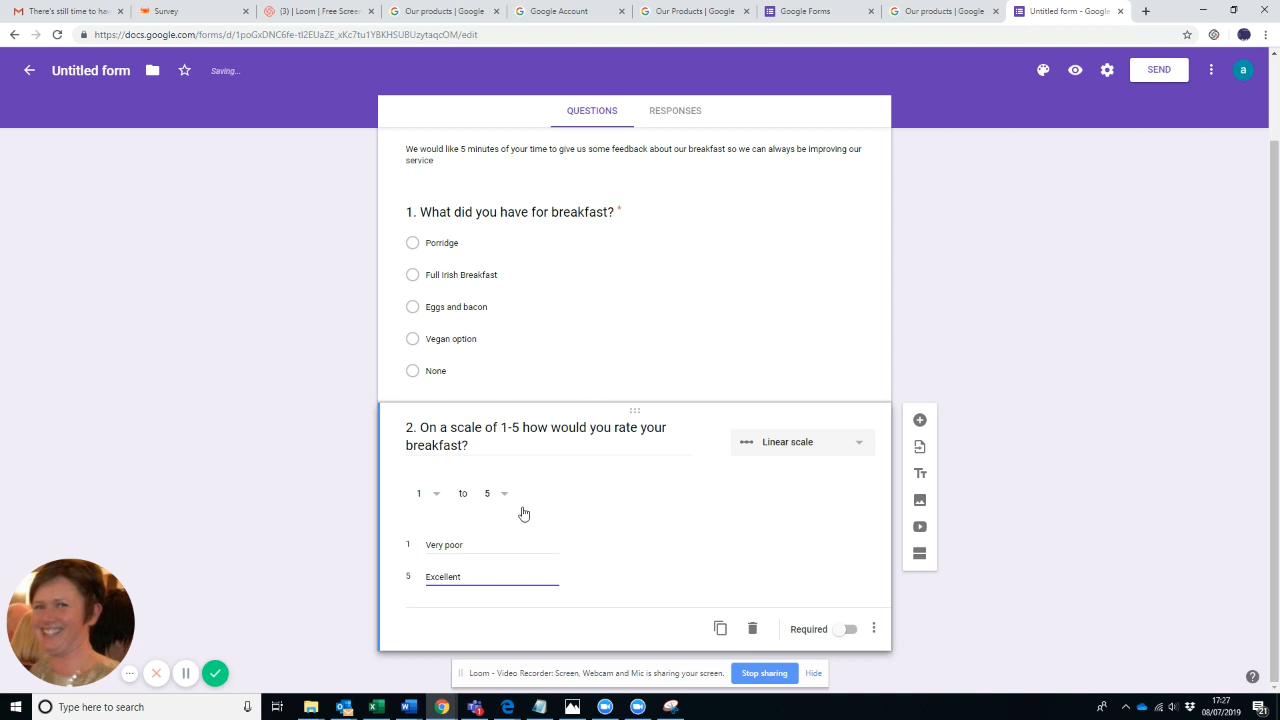 There's still time to hav
Survey
(3) | Loom | Free Screen
Our products | Google
Google Account
Our Products | Google
Google Forms
Our products | Google
Untitled form - Google
https://docs.google.com/forms/d/1poGxDNC6fe-tI2EUaZE_xKc7tu1YBKHSUBUzytaqcOM/edit
Untitled form
Saving...
SEND
a
QUESTIONS
RESPONSES
We would like 5 minutes of your time to give us some feedback about our breakfast so we can always be improving our
service
1. What did you have for breakfast? *
Porridge
Full Irish Breakfast
Eggs and bacon
Vegan option
None
2. On a scale of 1-5 how would you rate your
breakfast?
Linear scale
1 to 5
1 Very poor
5 Excellent
Required
Loom - Video Recorder: Screen, Webcam and Mic is sharing your screen.
Stop sharing
Hide
Type here to search
17:27
08/07/2019
21